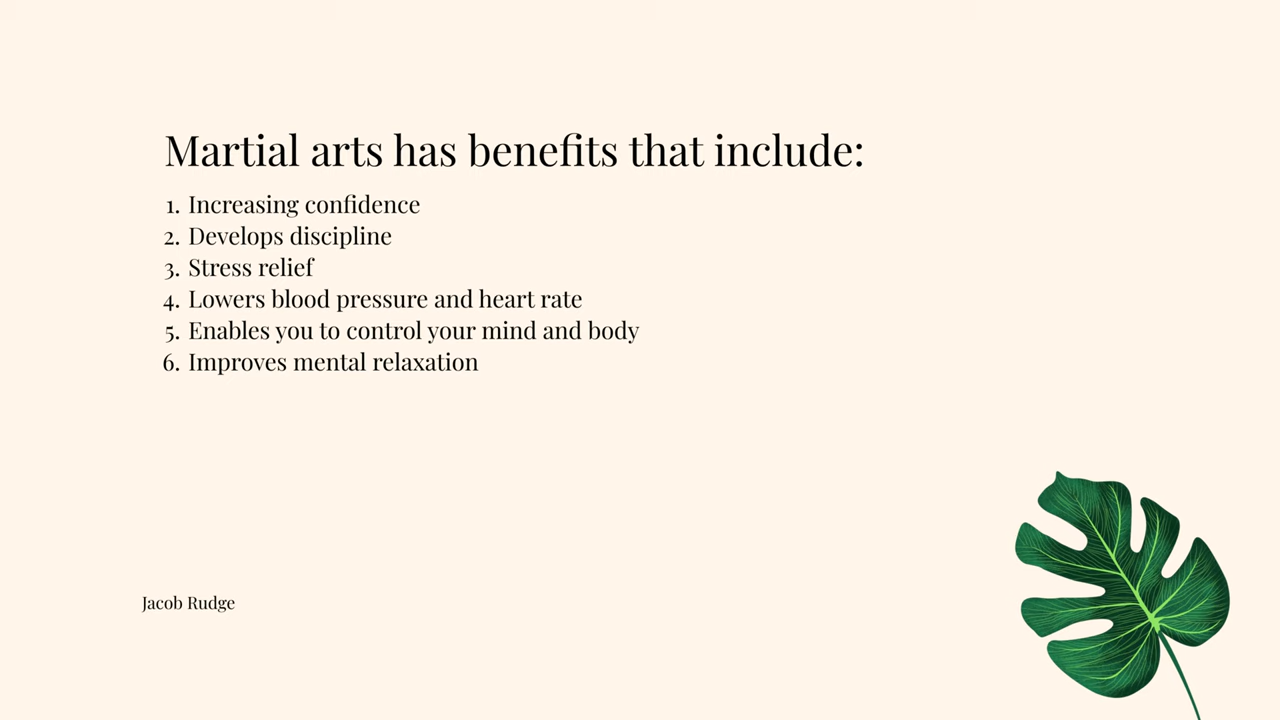 Martial arts has benefits that include:
1. Increasing confidence
2. Develops discipline
3. Stress relief
4. Lowers blood pressure and heart rate
5. Enables you to control your mind and body
6. Improves mental relaxation
Jacob Rudge